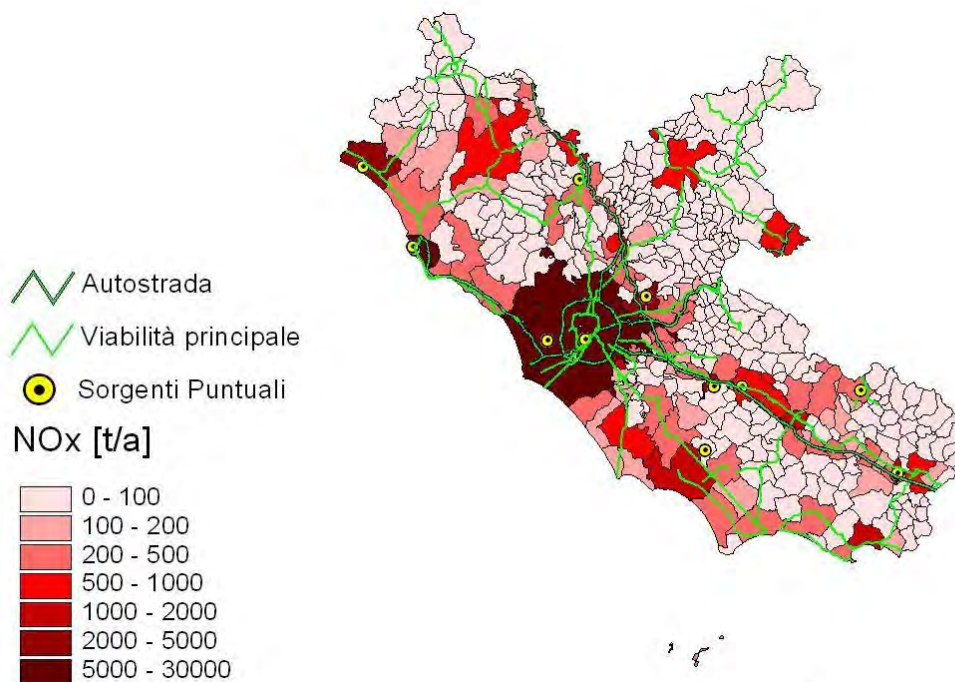 Autostrada
Viabilità principale
Sorgenti Puntuali
NOx [t/a]
0 - 100
100 - 200
200 - 500
500 - 1000
1000 - 2000
2000 - 5000
5000 - 30000